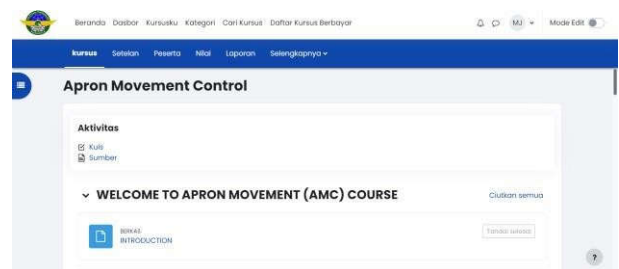 Beranda Dasbor Kursusku Kategori Cari Kursus Daftar Kursus Berbayar MJ Mode Edit
kursus Setelan Peserta Nilai Laporan Selengkapnya
Apron Movement Control
Aktivitas
Kuis
Sumber
WELCOME TO APRON MOVEMENT (AMC) COURSE Ciutkan semua
BERKAS Tandai selesai
INTRODUCTION
?